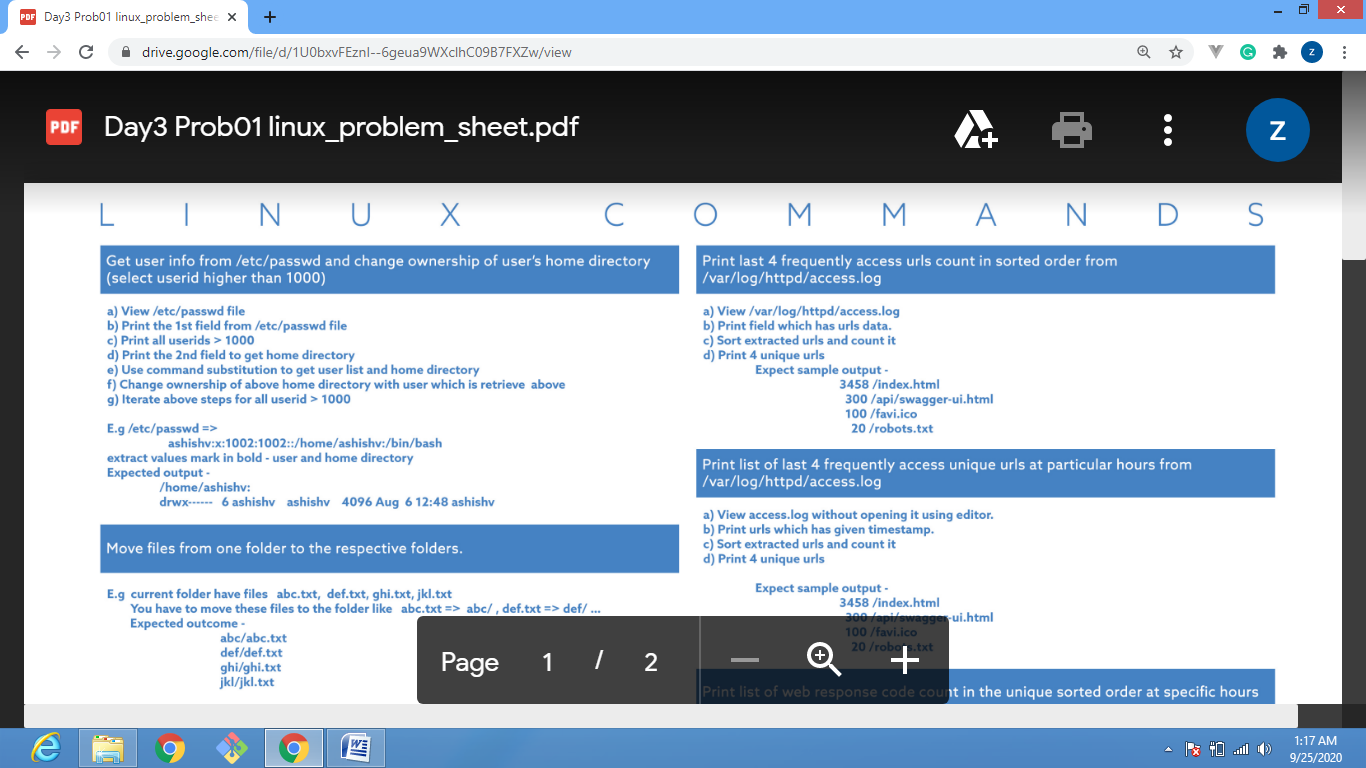 Day3 Prob01 linux_problem_shee
drive.google.com/file/d/1U0bxvFEznI--6geua9WXclhC09B7FXZw/view
Z
PDF
Day3 Prob01 linux_problem_sheet.pdf
Z
LINUX COMMANDS
Get user info from /etc/passwd and change ownership of user's home directory
(select userid higher than 1000)
a) View /etc/passwd file
b) Print the 1st field from /etc/passwd file
c) Print all userids > 1000
d) Print the 2nd field to get home directory
e) Use command substitution to get user list and home directory
f) Change ownership of above home directory with user which is retrieve above
g) Iterate above steps for all userid > 1000
E.g /etc/passwd =>
ashishv:x:1002:1002::/home/ashishv:/bin/bash
extract values mark in bold - user and home directory
Expected output -
/home/ashishv:
drwx------ 6 ashishv ashishv 4096 Aug 6 12:48 ashishv
Move files from one folder to the respective folders.
E.g current folder have files abc.txt, def.txt, ghi.txt, jkl.txt
You have to move these files to the folder like abc.txt => abc/ , def.txt => def/ ...
Expected outcome -
abc/abc.txt
def/def.txt
ghi/ghi.txt
jkl/jkl.txt
Print last 4 frequently access urls count in sorted order from
/var/log/httpd/access.log
a) View /var/log/httpd/access.log
b) Print field which has urls data.
c) Sort extracted urls and count it
d) Print 4 unique urls
Expect sample output -
3458 /index.html
300 /api/swagger-ui.html
100 /favi.ico
20 /robots.txt
Print list of last 4 frequently access unique urls at particular hours from
/var/log/httpd/access.log
a) View access.log without opening it using editor.
b) Print urls which has given timestamp.
c) Sort extracted urls and count it
d) Print 4 unique urls
Expect sample output -
3458 /index.html
300 /api/swagger-ui.html
100 /favi.ico
20 /robots.txt
Print list of web response code count in the unique sorted order at specific hours
Page 1 / 2
1:17 AM
9/25/2020